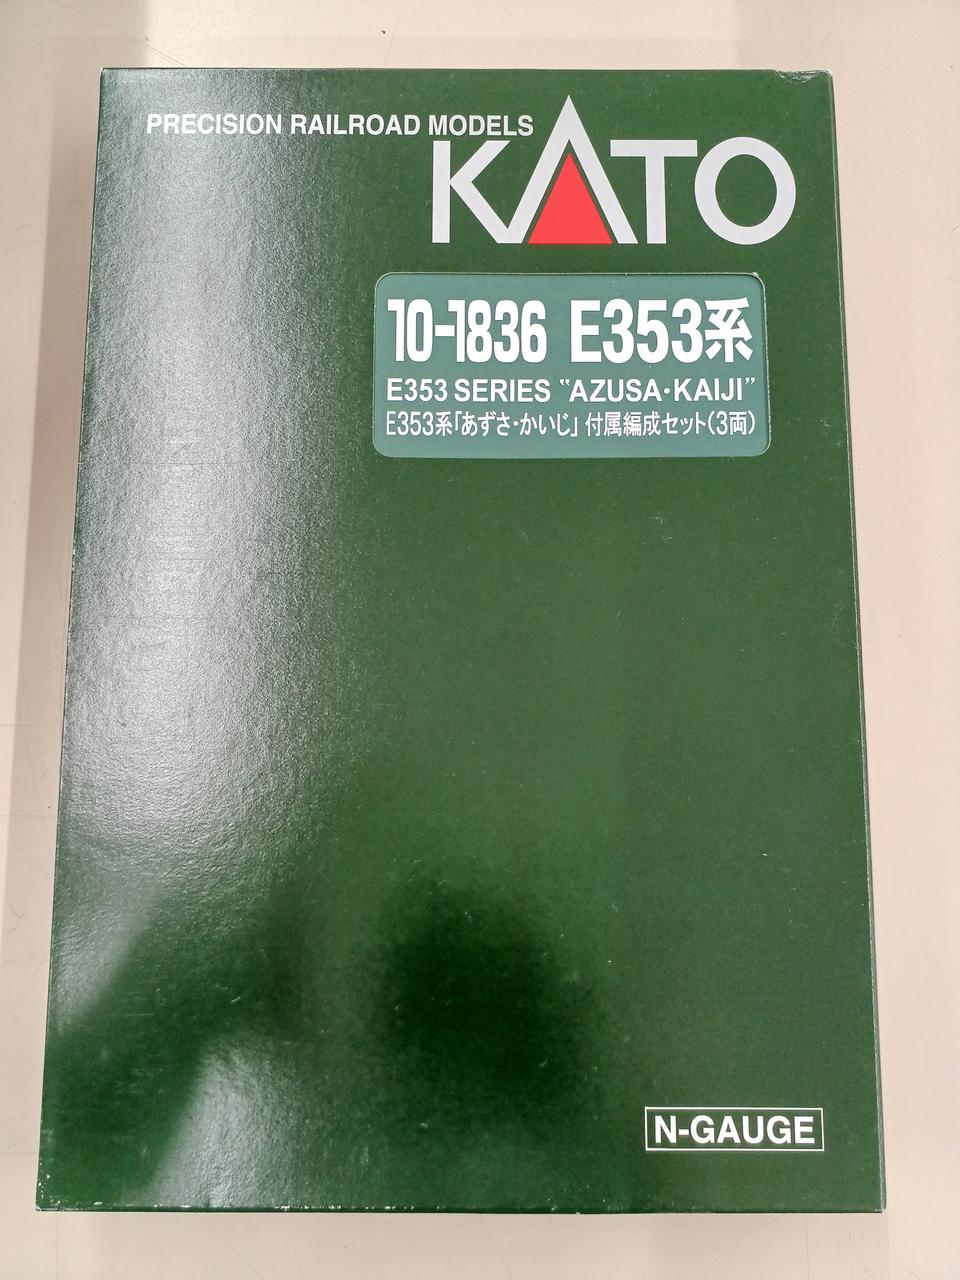 PRECISION RAILROAD MODELS
KATO
10-1836 E353系
E353 SERIES “AZUSA・KAIJI”
E353系「あずさ・かいじ」 付属編成セット(3両)
N-GAUGE